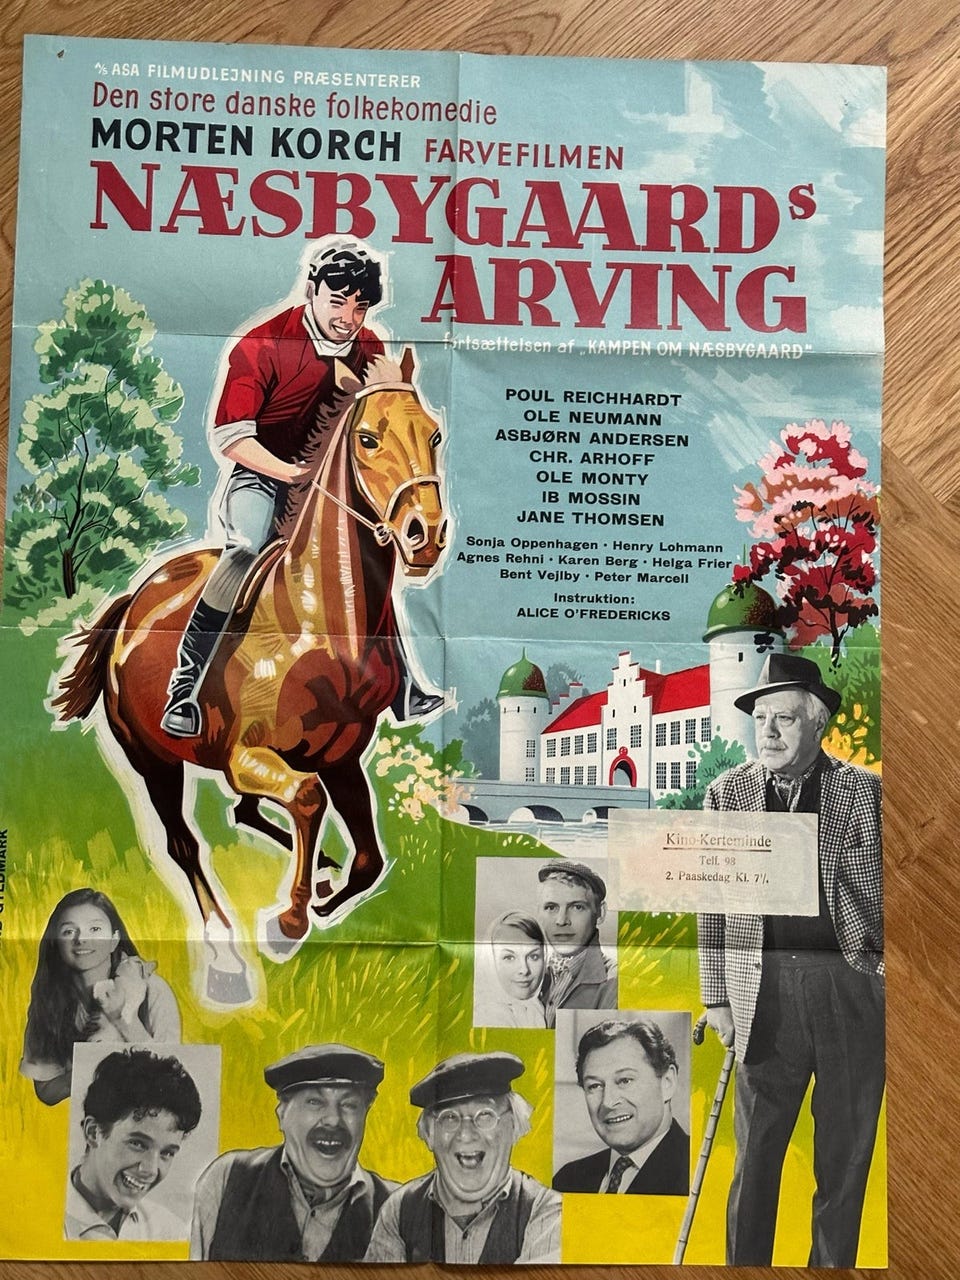 A/S ASA FILMUDLEJNING PRÆSENTERER
Den store danske folkekomedie
MORTEN KORCH FARVEFILMEN
NÆSBYGAARDs
ARVING
fortsættelsen af „KAMPEN OM NÆSBYGAARD"
POUL REICHHARDT
OLE NEUMANN
ASBJØRN ANDERSEN
CHR. ARHOFF
OLE MONTY
IB MOSSIN
JANE THOMSEN
Sonja Oppenhagen · Henry Lohmann
Agnes Rehni · Karen Berg · Helga Frier
Bent Vejlby · Peter Marcell
Instruktion:
ALICE O'FREDERICKS
Kino-Kerteminde
Telf. 98
2. Paaskedag Kl. 7½.